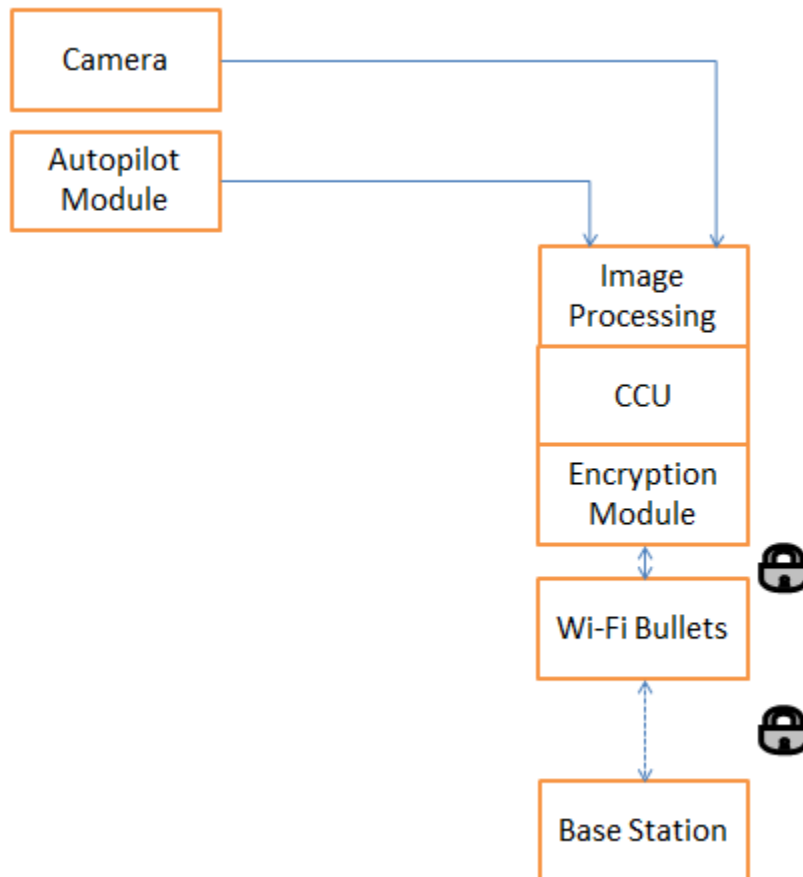 Camera
Autopilot
Module
Image
Processing
CCU
Encryption
Module
Wi-Fi Bullets
Base Station